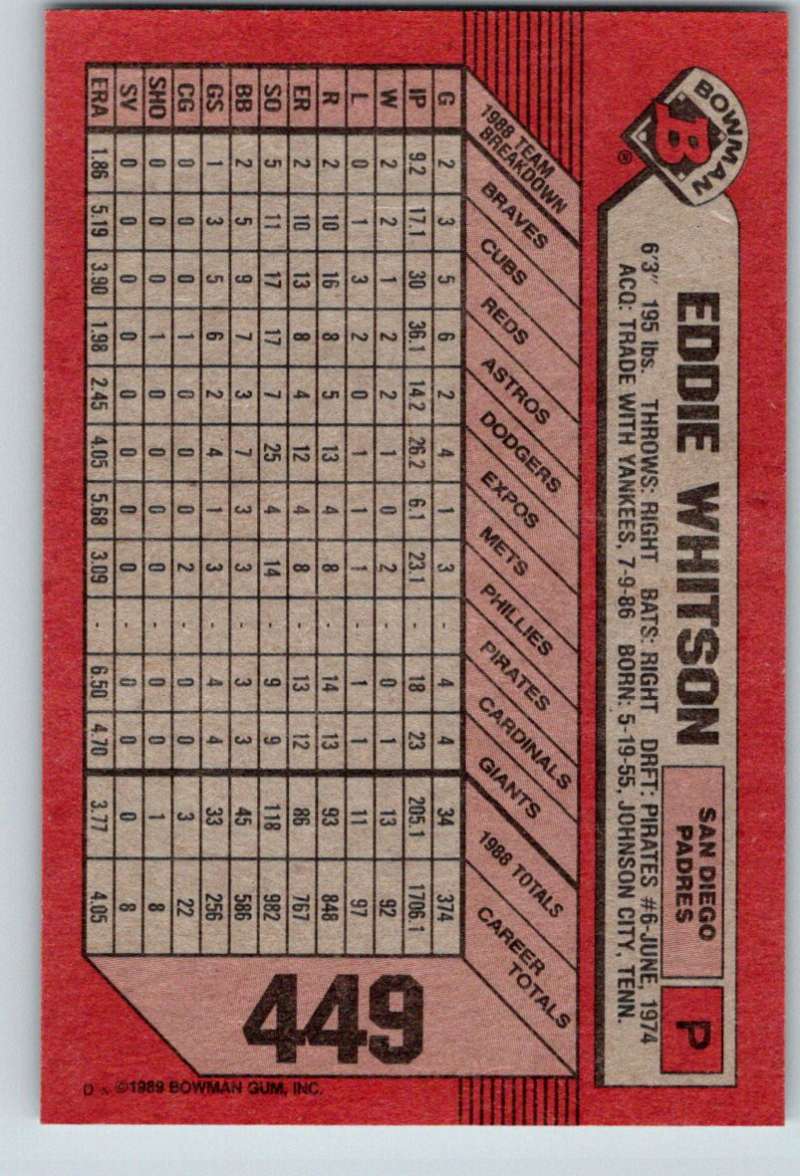 BOWMAN
B
®
EDDIE WHITSON
SAN DIEGO
PADRES
P
6'3" 195 lbs. THROWS: RIGHT BATS: RIGHT DRFT: PIRATES #6-JUNE, 1974
ACQ: TRADE WITH YANKEES, 7-9-86 BORN: 5-19-55, JOHNSON CITY, TENN.
1988 TEAM
BREAKDOWN
BRAVES
CUBS
REDS
ASTROS
DODGERS
EXPOS
METS
PHILLIES
PIRATES
CARDINALS
GIANTS
1988 TOTALS
CAREER
TOTALS
G 2 3 5 6 2 4 1 3 - 4 4 34 374
IP 9.2 17.1 30 36.1 14.2 26.2 6.1 23.1 - 18 23 205.1 1706.1
W 2 2 1 2 2 1 0 2 - 0 1 13 92
L 0 1 3 2 0 1 1 1 - 1 1 11 97
R 2 10 16 8 5 13 4 8 - 14 13 93 848
ER 2 10 13 8 4 12 4 8 - 13 12 86 767
SO 5 11 17 17 7 25 4 14 - 9 9 118 982
BB 2 5 9 7 3 7 3 3 - 3 3 45 586
GS 1 3 5 6 2 4 1 3 - 4 4 33 256
CG 0 0 0 1 0 0 0 2 - 0 0 3 22
SHO 0 0 0 1 0 0 0 0 - 0 0 1 8
SV 0 0 0 0 0 0 0 0 - 0 0 0 8
ERA 1.86 5.19 3.90 1.98 2.45 4.05 5.68 3.09 - 6.50 4.70 3.77 4.05
449
©1989 BOWMAN GUM, INC.